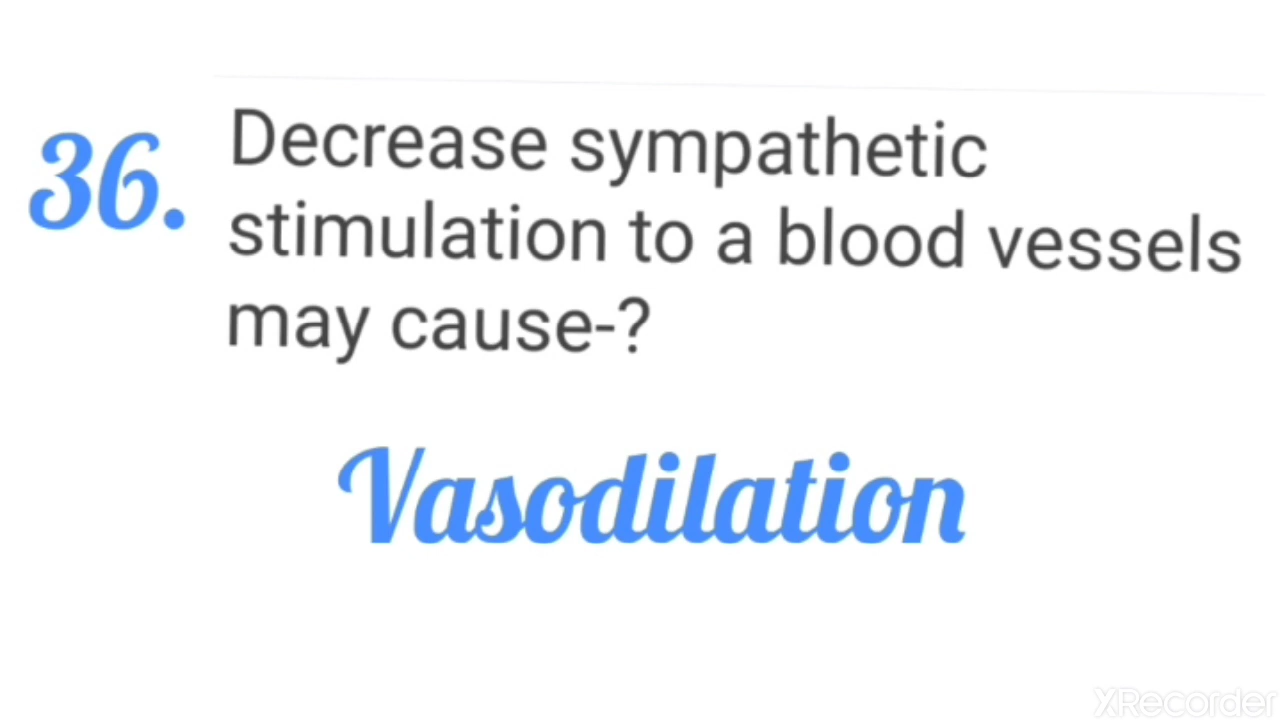 36. Decrease sympathetic
stimulation to a blood vessels
may cause-?
Vasodilation
XRecorder